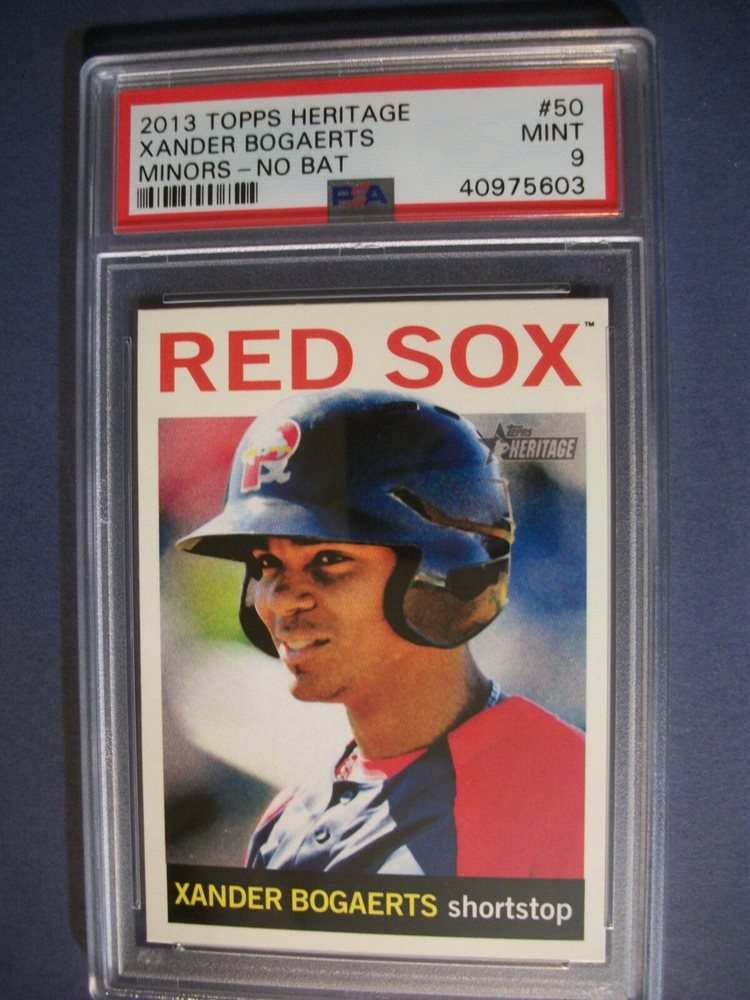 2013 TOPPS HERITAGE #50
XANDER BOGAERTS MINT
MINORS - NO BAT 9
PSA 40975603
RED SOX™
TOPPS
HERITAGE
XANDER BOGAERTS shortstop